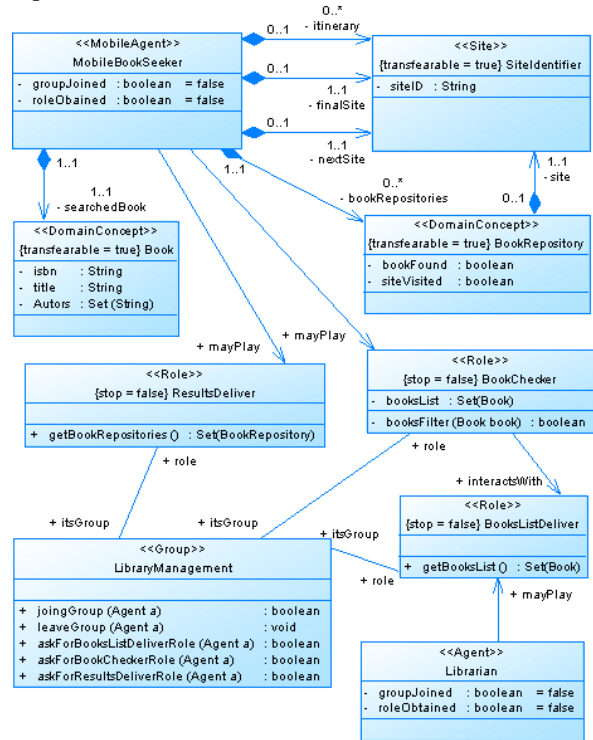 <<MobileAgent>>
MobileBookSeeker
- groupJoined : boolean = false
- roleObained : boolean = false
0..1
0..*
- itinerary
0..1
1..1
- finalSite
0..1
1..1
- nextSite
<<Site>>
{transfearable = true} SiteIdentifier
- siteID : String
1..1
1..1
- searchedBook
1..1
0..*
- bookRepositories
1..1
- site
0..1
<<DomainConcept>>
{transfearable = true} Book
- isbn : String
- title : String
- Autors : Set (String)
<<DomainConcept>>
{transfearable = true} BookRepository
- bookFound : boolean
- siteVisited : boolean
+ mayPlay
+ mayPlay
<<Role>>
{stop = false} ResultsDeliver
+ getBookRepositories () : Set(BookRepository)
<<Role>>
{stop = false} BookChecker
- booksList : Set(Book)
- booksFilter (Book book) : boolean
+ role
+ role
+ interactsWith
+ itsGroup
+ itsGroup
+ itsGroup
+ role
<<Role>>
{stop = false} BooksListDeliver
+ getBooksList () : Set(Book)
<<Group>>
LibraryManagement
+ joingGroup (Agent a) : boolean
+ leaveGroup (Agent a) : void
+ askForBooksListDeliverRole (Agent a) : boolean
+ askForBookCheckerRole (Agent a) : boolean
+ askForResultsDeliverRole (Agent a) : boolean
+ mayPlay
<<Agent>>
Librarian
- groupJoined : boolean = false
- roleObtained : boolean = false